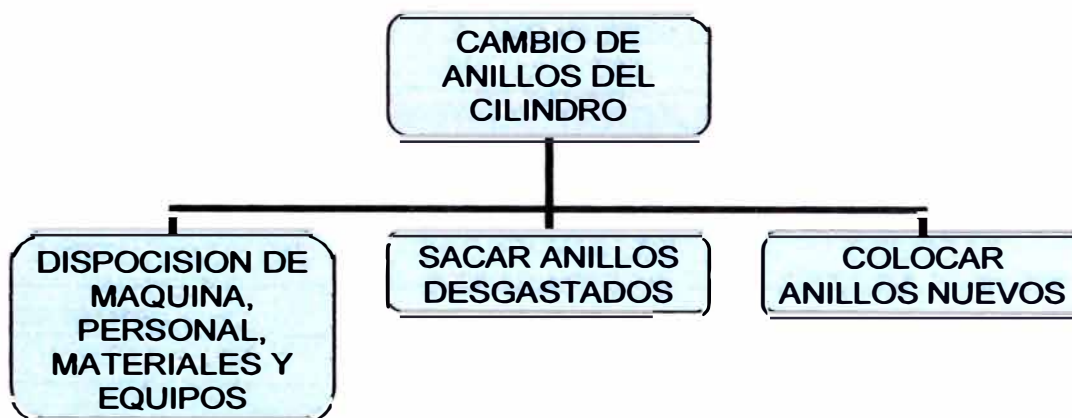 CAMBIO DE
ANILLOS DEL
CILINDRO
DISPOCISION DE
MAQUINA,
PERSONAL,
MATERIALES Y
EQUIPOS
SACAR ANILLOS
DESGASTADOS
COLOCAR
ANILLOS NUEVOS